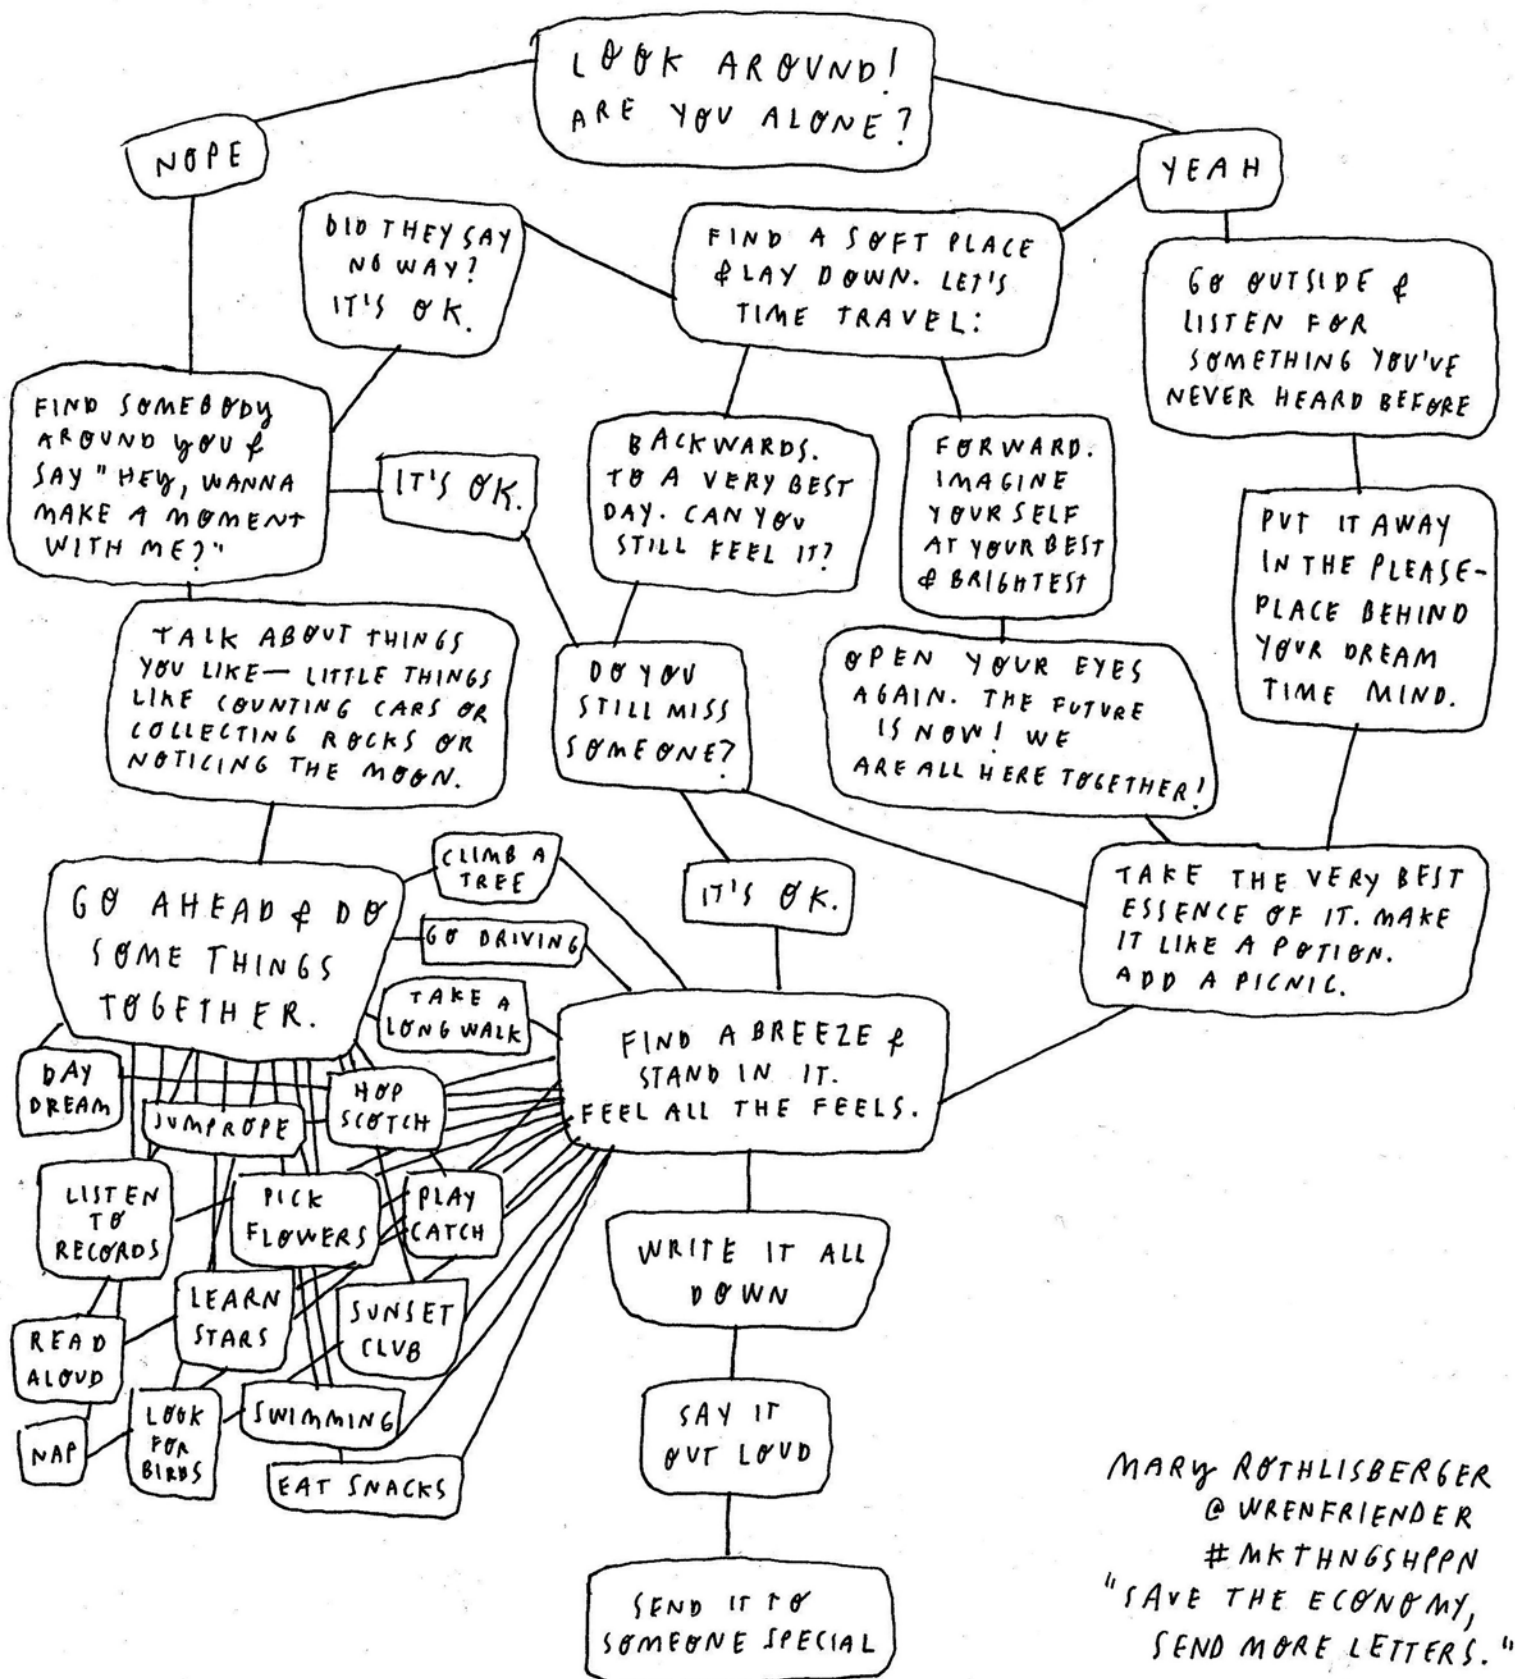 LOOK AROUND!
ARE YOU ALONE?
NOPE
YEAH
DID THEY SAY
NO WAY?
IT'S OK.
FIND A SOFT PLACE
& LAY DOWN. LET'S
TIME TRAVEL:
GO OUTSIDE &
LISTEN FOR
SOMETHING YOU'VE
NEVER HEARD BEFORE
FIND SOMEBODY
AROUND YOU &
SAY "HEY, WANNA
MAKE A MOMENT
WITH ME?"
IT'S OK.
BACKWARDS.
TO A VERY BEST
DAY. CAN YOU
STILL FEEL IT?
FORWARD.
IMAGINE
YOURSELF
AT YOUR BEST
& BRIGHTEST
PUT IT AWAY
IN THE PLEASE-
PLACE BEHIND
YOUR DREAM
TIME MIND.
TALK ABOUT THINGS
YOU LIKE— LITTLE THINGS
LIKE COUNTING CARS OR
COLLECTING ROCKS OR
NOTICING THE MOON.
DO YOU
STILL MISS
SOMEONE?
OPEN YOUR EYES
AGAIN. THE FUTURE
IS NOW! WE
ARE ALL HERE TOGETHER!
GO AHEAD & DO
SOME THINGS
TOGETHER.
CLIMB A
TREE
GO DRIVING
TAKE A
LONG WALK
IT'S OK.
TAKE THE VERY BEST
ESSENCE OF IT. MAKE
IT LIKE A POTION.
ADD A PICNIC.
FIND A BREEZE &
STAND IN IT.
FEEL ALL THE FEELS.
DAY
DREAM
JUMPROPE
HOP
SCOTCH
LISTEN
TO
RECORDS
PICK
FLOWERS
PLAY
CATCH
READ
ALOUD
LEARN
STARS
SUNSET
CLUB
NAP
LOOK
FOR
BIRDS
SWIMMING
EAT SNACKS
WRITE IT ALL
DOWN
SAY IT
OUT LOUD
SEND IT TO
SOMEONE SPECIAL
MARY ROTHLISBERGER
@ WRENFRIENDER
# MKTHNGSHPPN
"SAVE THE ECONOMY,
SEND MORE LETTERS."